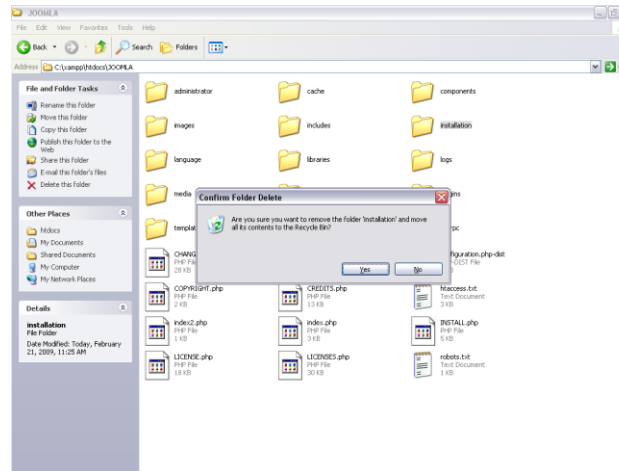 JOOMLA
File Edit View Favorites Tools Help
Back Search Folders
Address C:\xampp\htdocs\JOOMLA
File and Folder Tasks
Rename this folder
Move this folder
Copy this folder
Publish this folder to the
Web
Share this folder
E-mail this folder's files
Delete this folder
Other Places
htdocs
My Documents
Shared Documents
My Computer
My Network Places
Details
installation
File Folder
Date Modified: Today, February
21, 2009, 11:25 AM
administrator cache components
images includes installation
language libraries logs
media
Confirm Folder Delete
Are you sure you want to remove the folder 'installation' and move
all its contents to the Recycle Bin?
Yes No
templat
CHANG
PHP File
28 KB
COPYRIGHT.php
PHP File
2 KB
CREDITS.php
PHP File
13 KB
htaccess.txt
Text Document
3 KB
index2.php
PHP File
1 KB
index.php
PHP File
3 KB
INSTALL.php
PHP File
5 KB
LICENSE.php
PHP File
18 KB
LICENSES.php
PHP File
30 KB
robots.txt
Text Document
1 KB